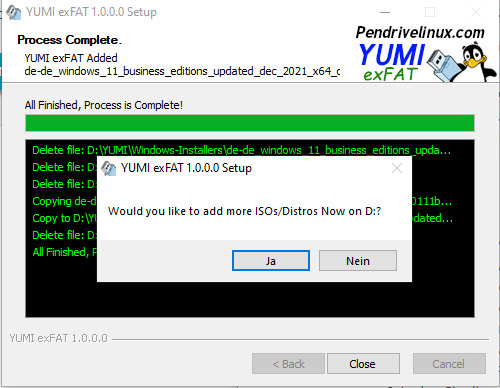 YUMI exFAT 1.0.0.0 Setup
Process Complete.
YUMI exFAT Added
de-de_windows_11_business_editions_updated_dec_2021_x64_c
Pendrivelinux.com
YUMI
exFAT
All Finished, Process is Complete!
Delete file: D:\YUMI\Windows-Installers\de-de_windows_11_business_editions_upda...
Delete file: D:
Delete file: D:
Copying de-d
0111b...
Copy to D:\YU
updated...
Delete file: D:
All Finished, P
YUMI exFAT 1.0.0.0 Setup
Would you like to add more ISOs/Distros Now on D:?
Ja
Nein
YUMI exFAT 1.0.0.0
< Back
Close
Cancel